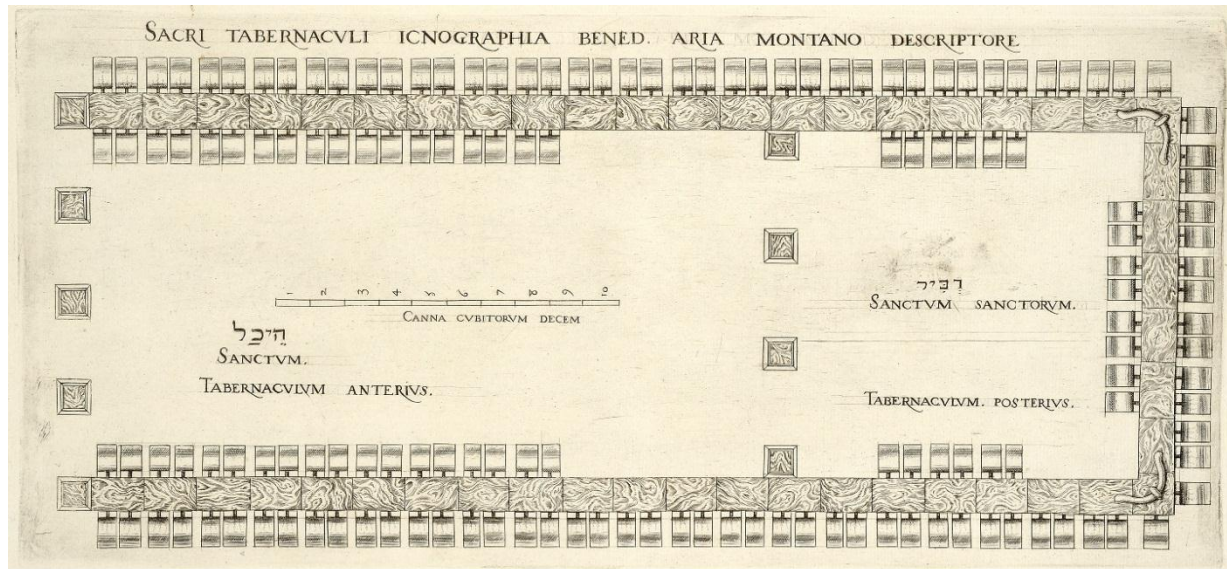 SACRI TABERNACVLI ICNOGRAPHIA BENED. ARIA MONTANO DESCRIPTORE
1 2 3 4 5 6 7 8 9 10
CANNA CVBITORVM DECEM
הֵיכַל
SANCTVM.
TABERNACVLVM ANTERIVS.
דְבִיר
SANCTVM SANCTORVM.
TABERNACVLVM. POSTERIVS.